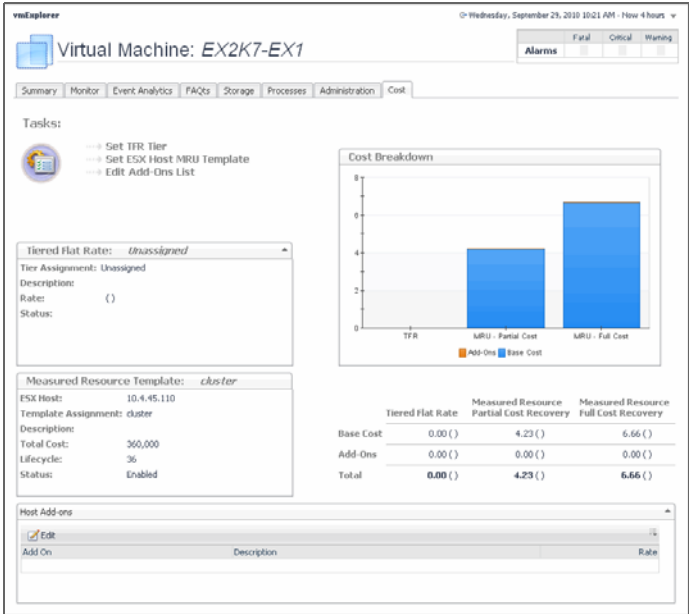 vmExplorer
Wednesday, September 29, 2010 10:21 AM - Now 4 hours
Virtual Machine: EX2K7-EX1
Fatal Critical Warning
Alarms
Summary Monitor Event Analytics FAQts Storage Processes Administration Cost
Tasks:
Set TFR Tier
Set ESX Host MRU Template
Edit Add-Ons List
Cost Breakdown
8
6
4
2
0
TFR MRU - Partial Cost MRU - Full Cost
Add-Ons Base Cost
Tiered Flat Rate: Unassigned
Tier Assignment: Unassigned
Description:
Rate: ()
Status:
Measured Resource Template: cluster
ESX Host: 10.4.45.110
Template Assignment: cluster
Description:
Total Cost: 360,000
Lifecycle: 36
Status: Enabled
Measured Resource Measured Resource
Tiered Flat Rate Partial Cost Recovery Full Cost Recovery
Base Cost 0.00 () 4.23 () 6.66 ()
Add-Ons 0.00 () 0.00 () 0.00 ()
Total 0.00 () 4.23 () 6.66 ()
Host Add-ons
Edit
Add On Description Rate